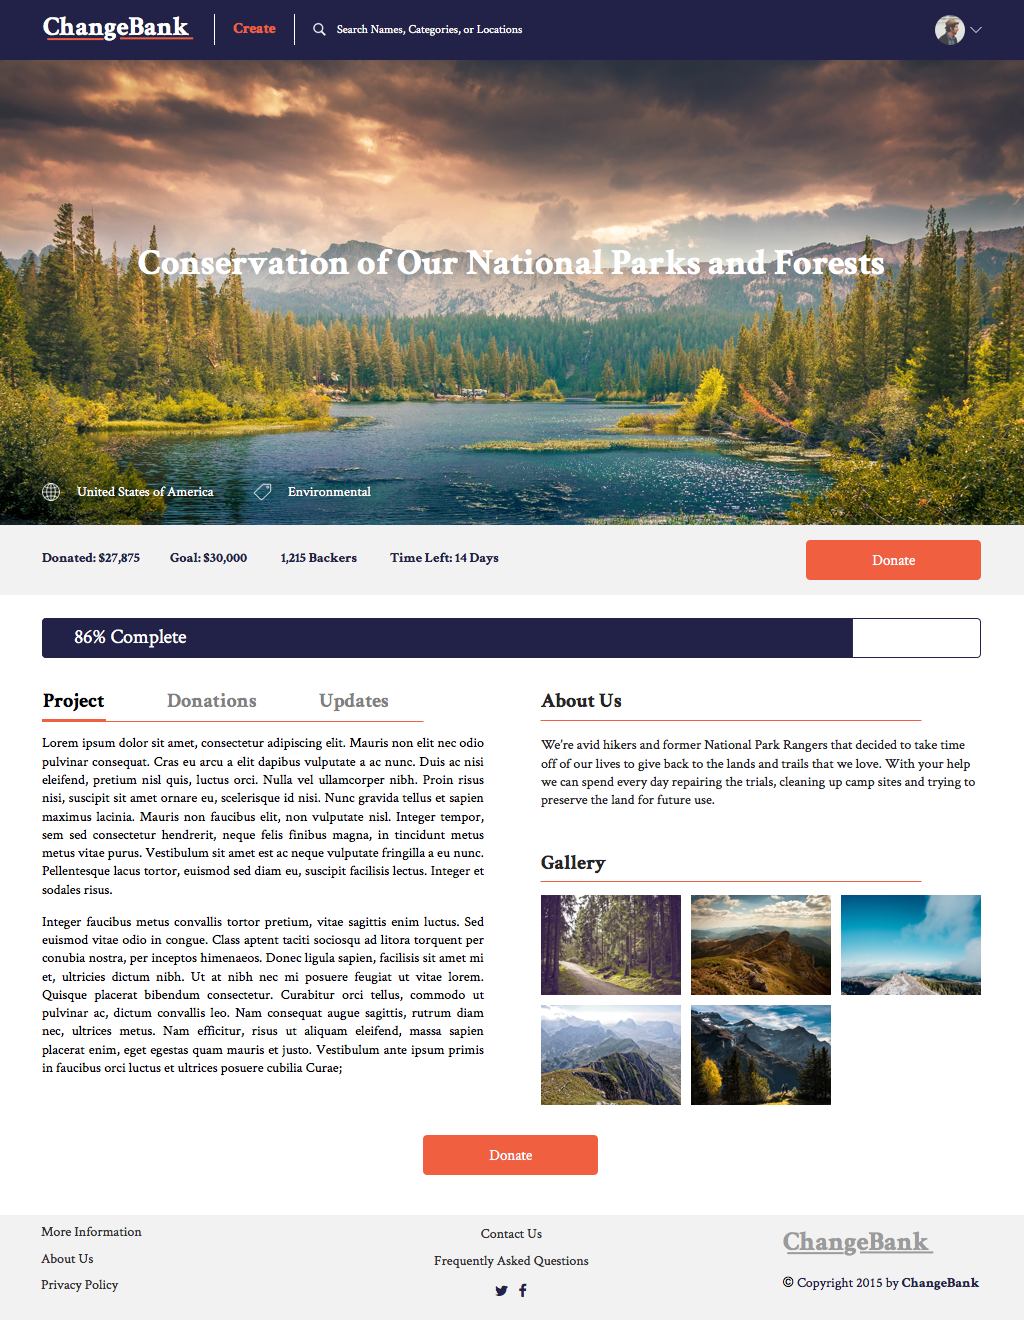 ChangeBank
Create
Search Names, Categories, or Locations
Conservation of Our National Parks and Forests
United States of America
Environmental
Donated: $27,875
Goal: $30,000
1,215 Backers
Time Left: 14 Days
Donate
86% Complete
Project
Donations
Updates
Lorem ipsum dolor sit amet, consectetur adipiscing elit. Mauris non elit nec odio
pulvinar consequat. Cras eu arcu a elit dapibus vulputate a ac nunc. Duis ac nisi
eleifend, pretium nisl quis, luctus orci. Nulla vel ullamcorper nibh. Proin risus
nisi, suscipit sit amet ornare eu, scelerisque id nisi. Nunc gravida tellus et sapien
maximus lacinia. Mauris non faucibus elit, non vulputate nisl. Integer tempor,
sem sed consectetur hendrerit, neque felis finibus magna, in tincidunt metus
metus vitae purus. Vestibulum sit amet est ac neque vulputate fringilla a eu nunc.
Pellentesque lacus tortor, euismod sed diam eu, suscipit facilisis lectus. Integer et
sodales risus.
Integer faucibus metus convallis tortor pretium, vitae sagittis enim luctus. Sed
euismod vitae odio in congue. Class aptent taciti sociosqu ad litora torquent per
conubia nostra, per inceptos himenaeos. Donec ligula sapien, facilisis sit amet mi
et, ultricies dictum nibh. Ut at nibh nec mi posuere feugiat ut vitae lorem.
Quisque placerat bibendum consectetur. Curabitur orci tellus, commodo ut
pulvinar ac, dictum convallis leo. Nam consequat augue sagittis, rutrum diam
nec, ultrices metus. Nam efficitur, risus ut aliquam eleifend, massa sapien
placerat enim, eget egestas quam mauris et justo. Vestibulum ante ipsum primis
in faucibus orci luctus et ultrices posuere cubilia Curae;
About Us
We're avid hikers and former National Park Rangers that decided to take time
off of our lives to give back to the lands and trails that we love. With your help
we can spend every day repairing the trials, cleaning up camp sites and trying to
preserve the land for future use.
Gallery
Donate
More Information
About Us
Privacy Policy
Contact Us
Frequently Asked Questions
ChangeBank
© Copyright 2015 by ChangeBank